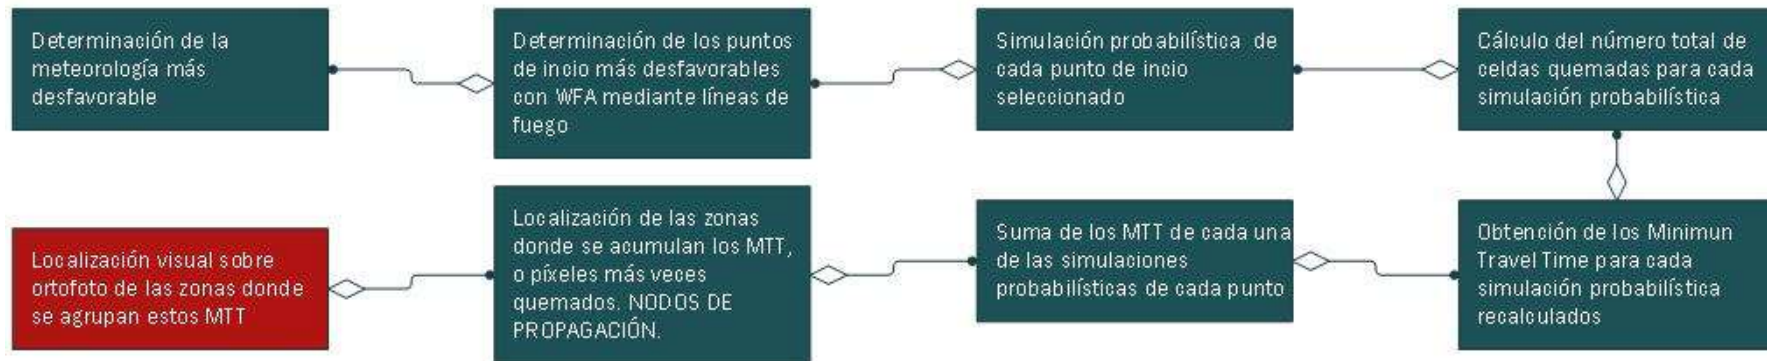 Determinación de la
meteorología más
desfavorable
Determinación de los puntos
de incio más desfavorables
con WFA mediante líneas de
fuego
Simulación probabilística de
cada punto de incio
seleccionado
Cálculo del número total de
celdas quemadas para cada
simulación probabilística
Obtención de los Minimun
Travel Time para cada
simulación probabilística
recalculados
Suma de los MTT de cada una
de las simulaciones
probabilísticas de cada punto
Localización de las zonas
donde se acumulan los MTT,
o píxeles más veces
quemados. NODOS DE
PROPAGACIÓN.
Localización visual sobre
ortofoto de las zonas donde
se agrupan estos MTT